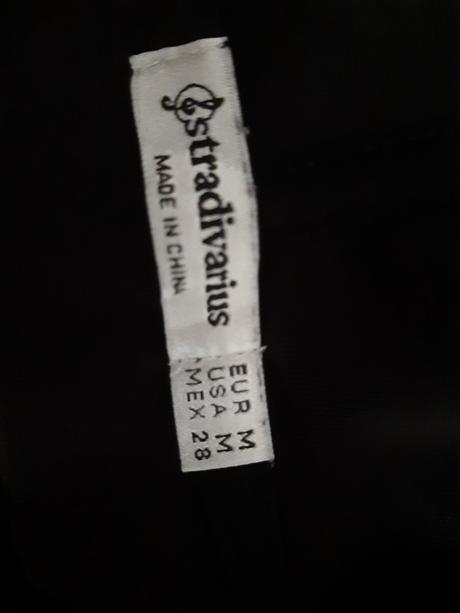 stradivarius
MADE IN CHINA
EUR M
USA M
MEX 28